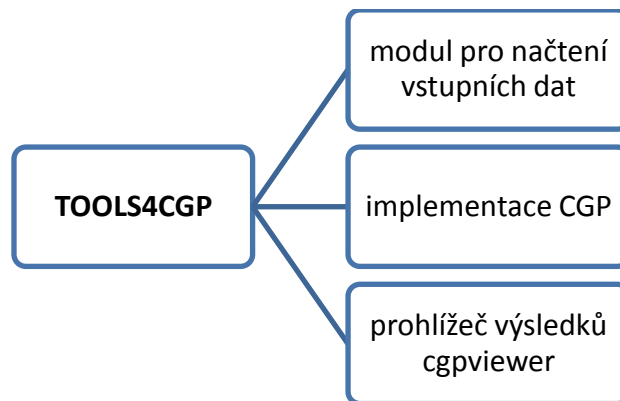 modul pro načtení
vstupních dat
TOOLS4CGP
implementace CGP
prohlížeč výsledků
cgpviewer